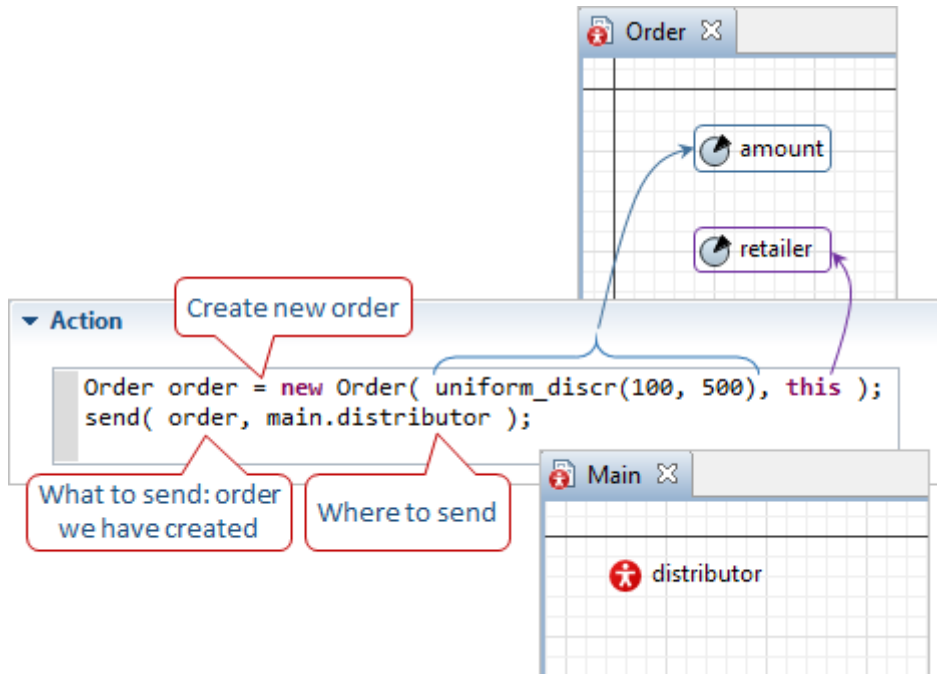 Order
amount
retailer
Create new order
Action
Order order = new Order( uniform_discr(100, 500), this );
send( order, main.distributor );
What to send: order
we have created
Where to send
Main
distributor